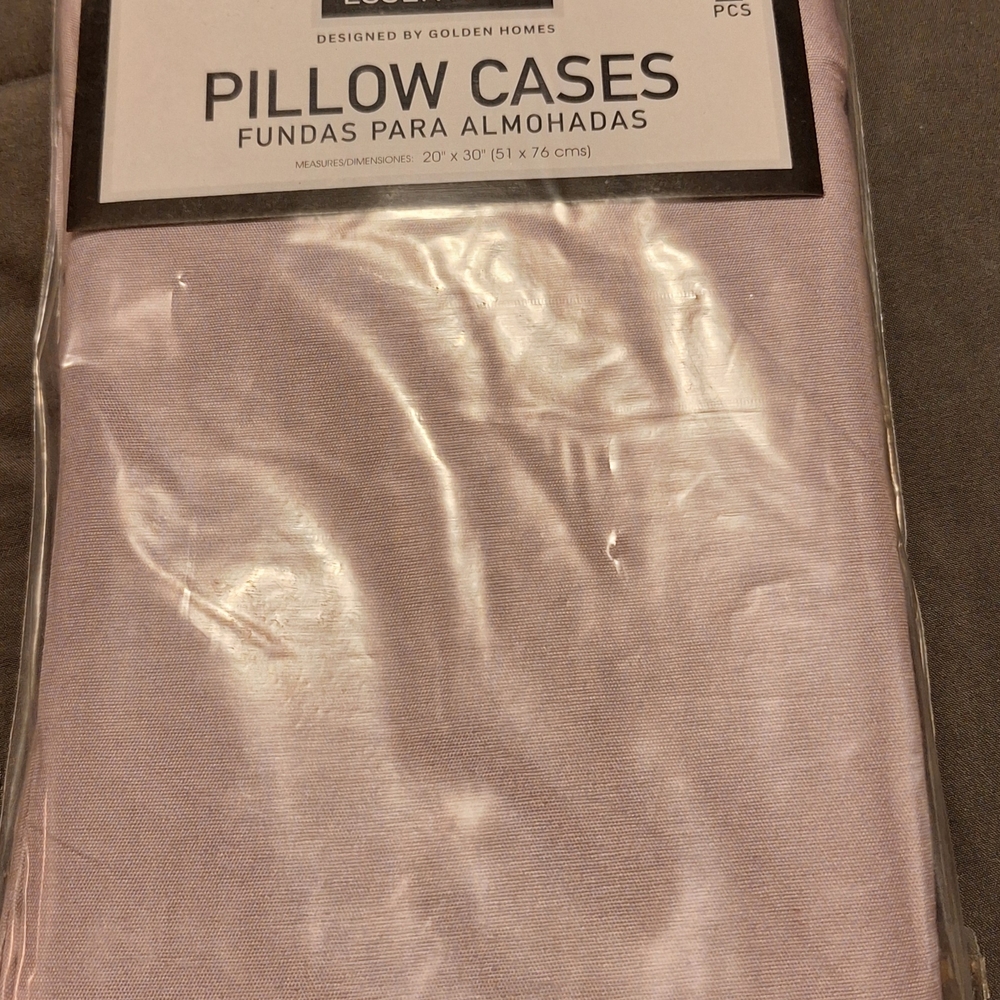 PCS
DESIGNED BY GOLDEN HOMES
PILLOW CASES
FUNDAS PARA ALMOHADAS
MEASURES/DIMENSIONES: 20" x 30" (51 x 76 cms)